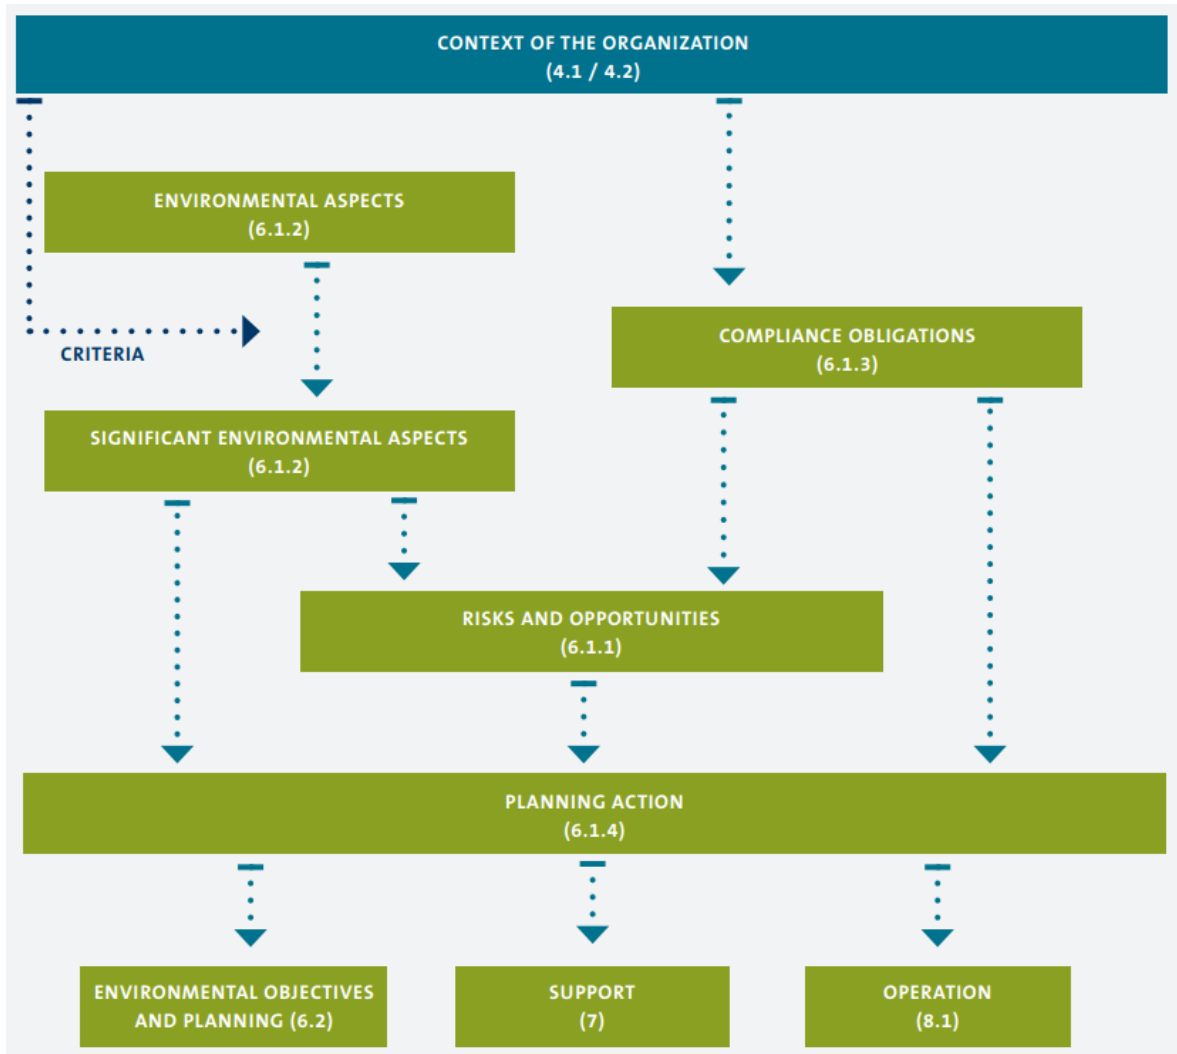 CONTEXT OF THE ORGANIZATION
(4.1 / 4.2)
ENVIRONMENTAL ASPECTS
(6.1.2)
CRITERIA
COMPLIANCE OBLIGATIONS
(6.1.3)
SIGNIFICANT ENVIRONMENTAL ASPECTS
(6.1.2)
RISKS AND OPPORTUNITIES
(6.1.1)
PLANNING ACTION
(6.1.4)
ENVIRONMENTAL OBJECTIVES
AND PLANNING (6.2)
SUPPORT
(7)
OPERATION
(8.1)